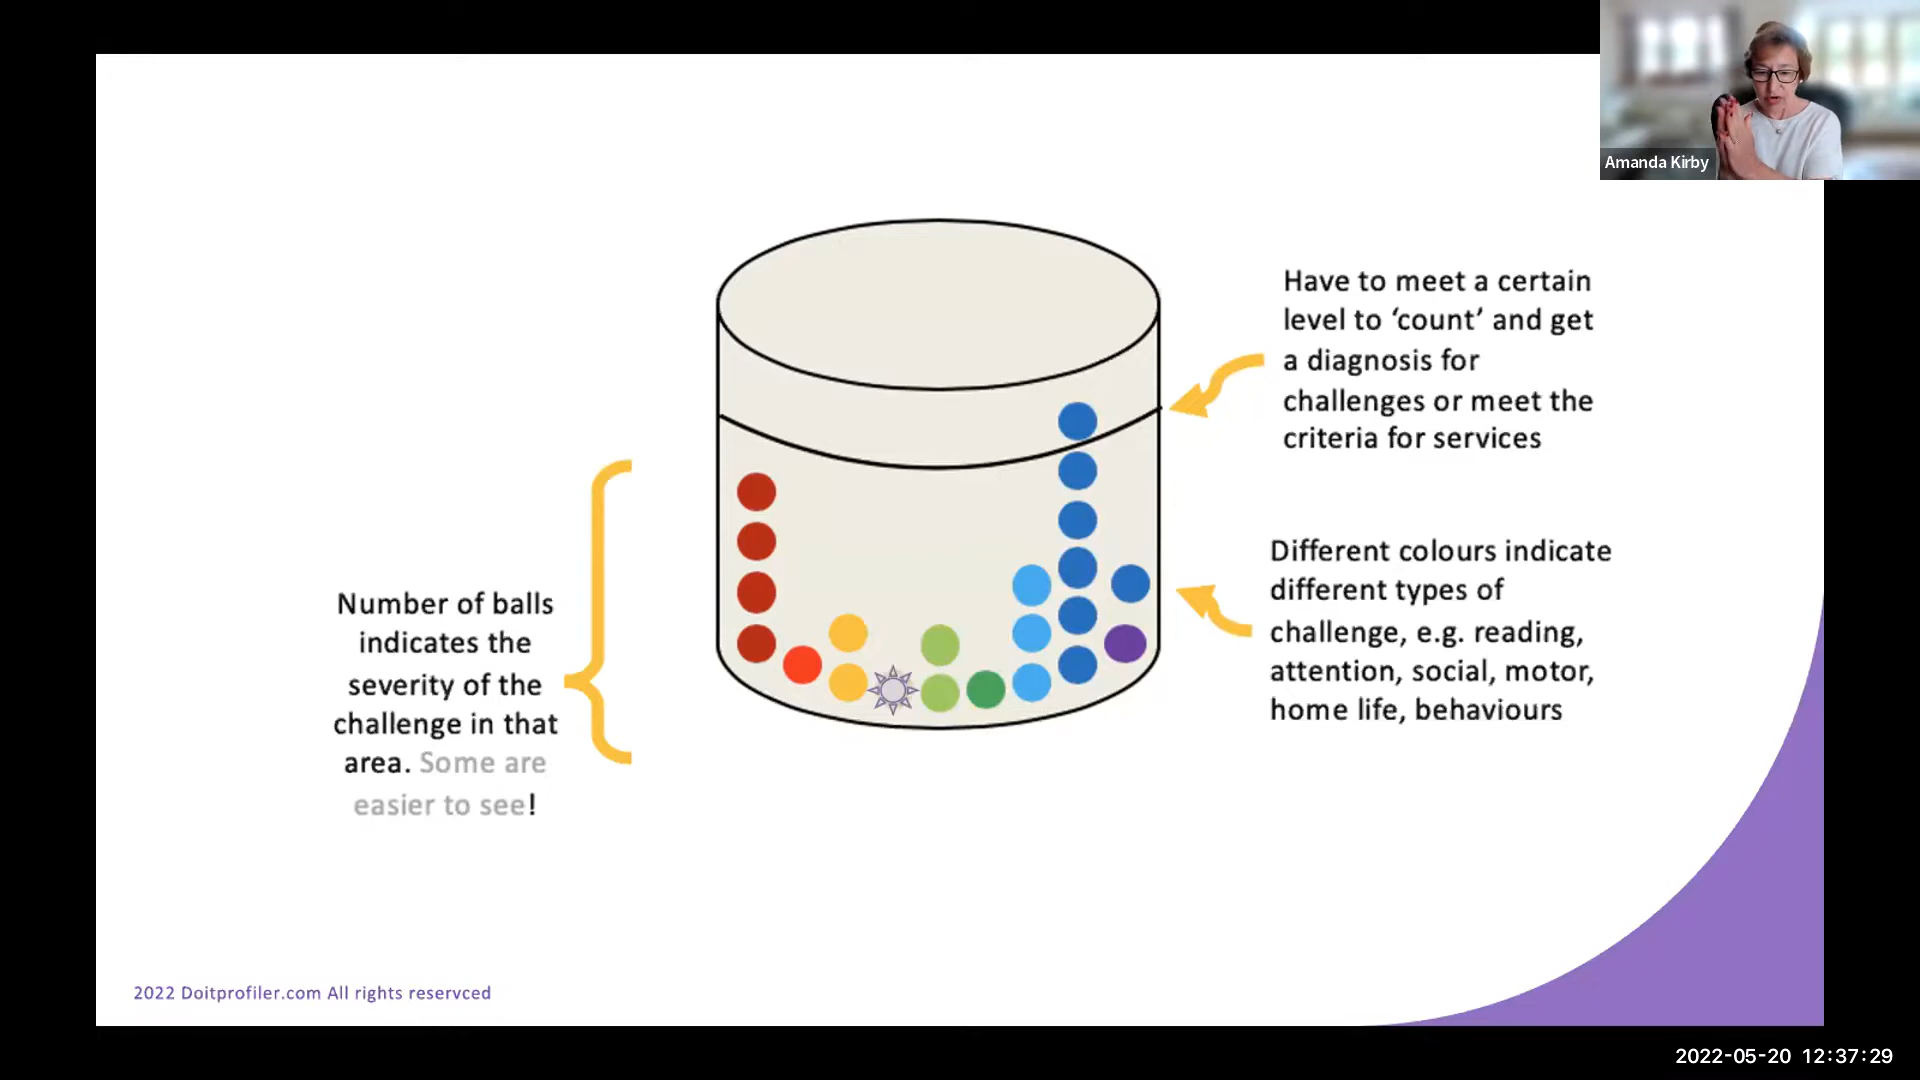 Amanda Kirby
Have to meet a certain
level to ‘count’ and get
a diagnosis for
challenges or meet the
criteria for services
Different colours indicate
different types of
challenge, e.g. reading,
attention, social, motor,
home life, behaviours
Number of balls
indicates the
severity of the
challenge in that
area. Some are
easier to see!
2022 Doitprofiler.com All rights reservced
2022-05-20 12:37:29